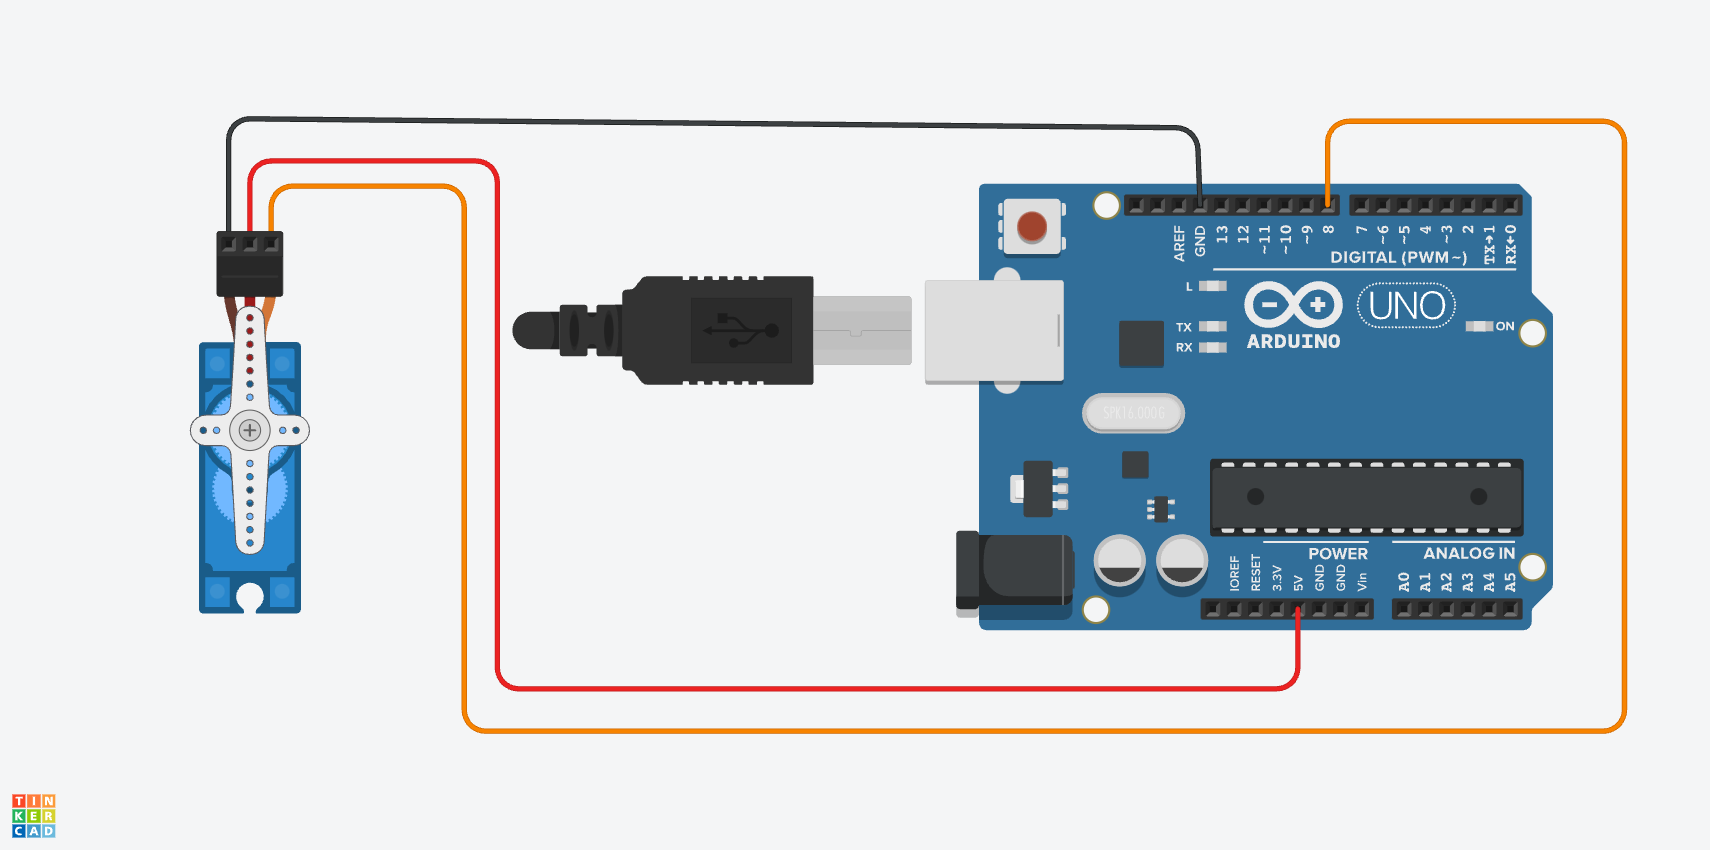 AREF
GND
13
12
~11
~10
~9
8
7
~6
~5
4
~3
2
TX→1
RX←0
DIGITAL (PWM~)
L
TX
RX
UNO
ON
ARDUINO
SPK16.000G
POWER
ANALOG IN
IOREF
RESET
3.3V
5V
GND
GND
Vin
A0
A1
A2
A3
A4
A5
TIN
KER
CAD